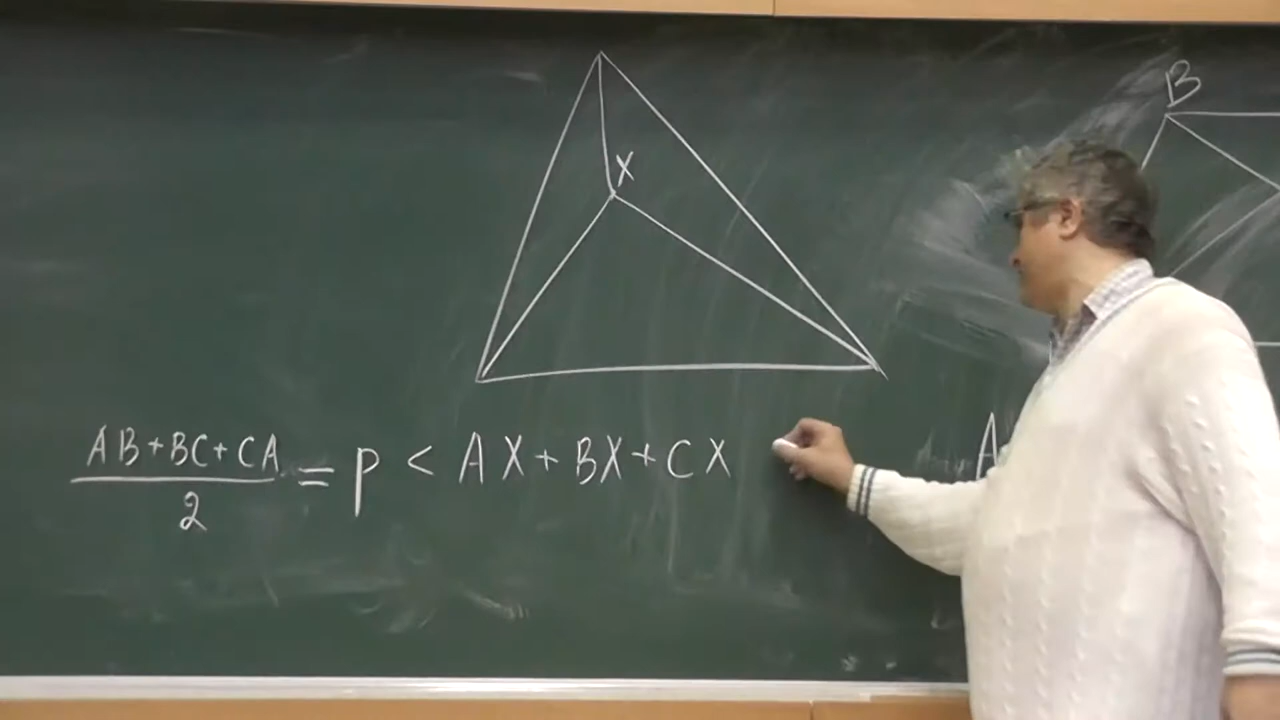 B
X
AB+BC+CA / 2 = p < AX+BX+CX
A